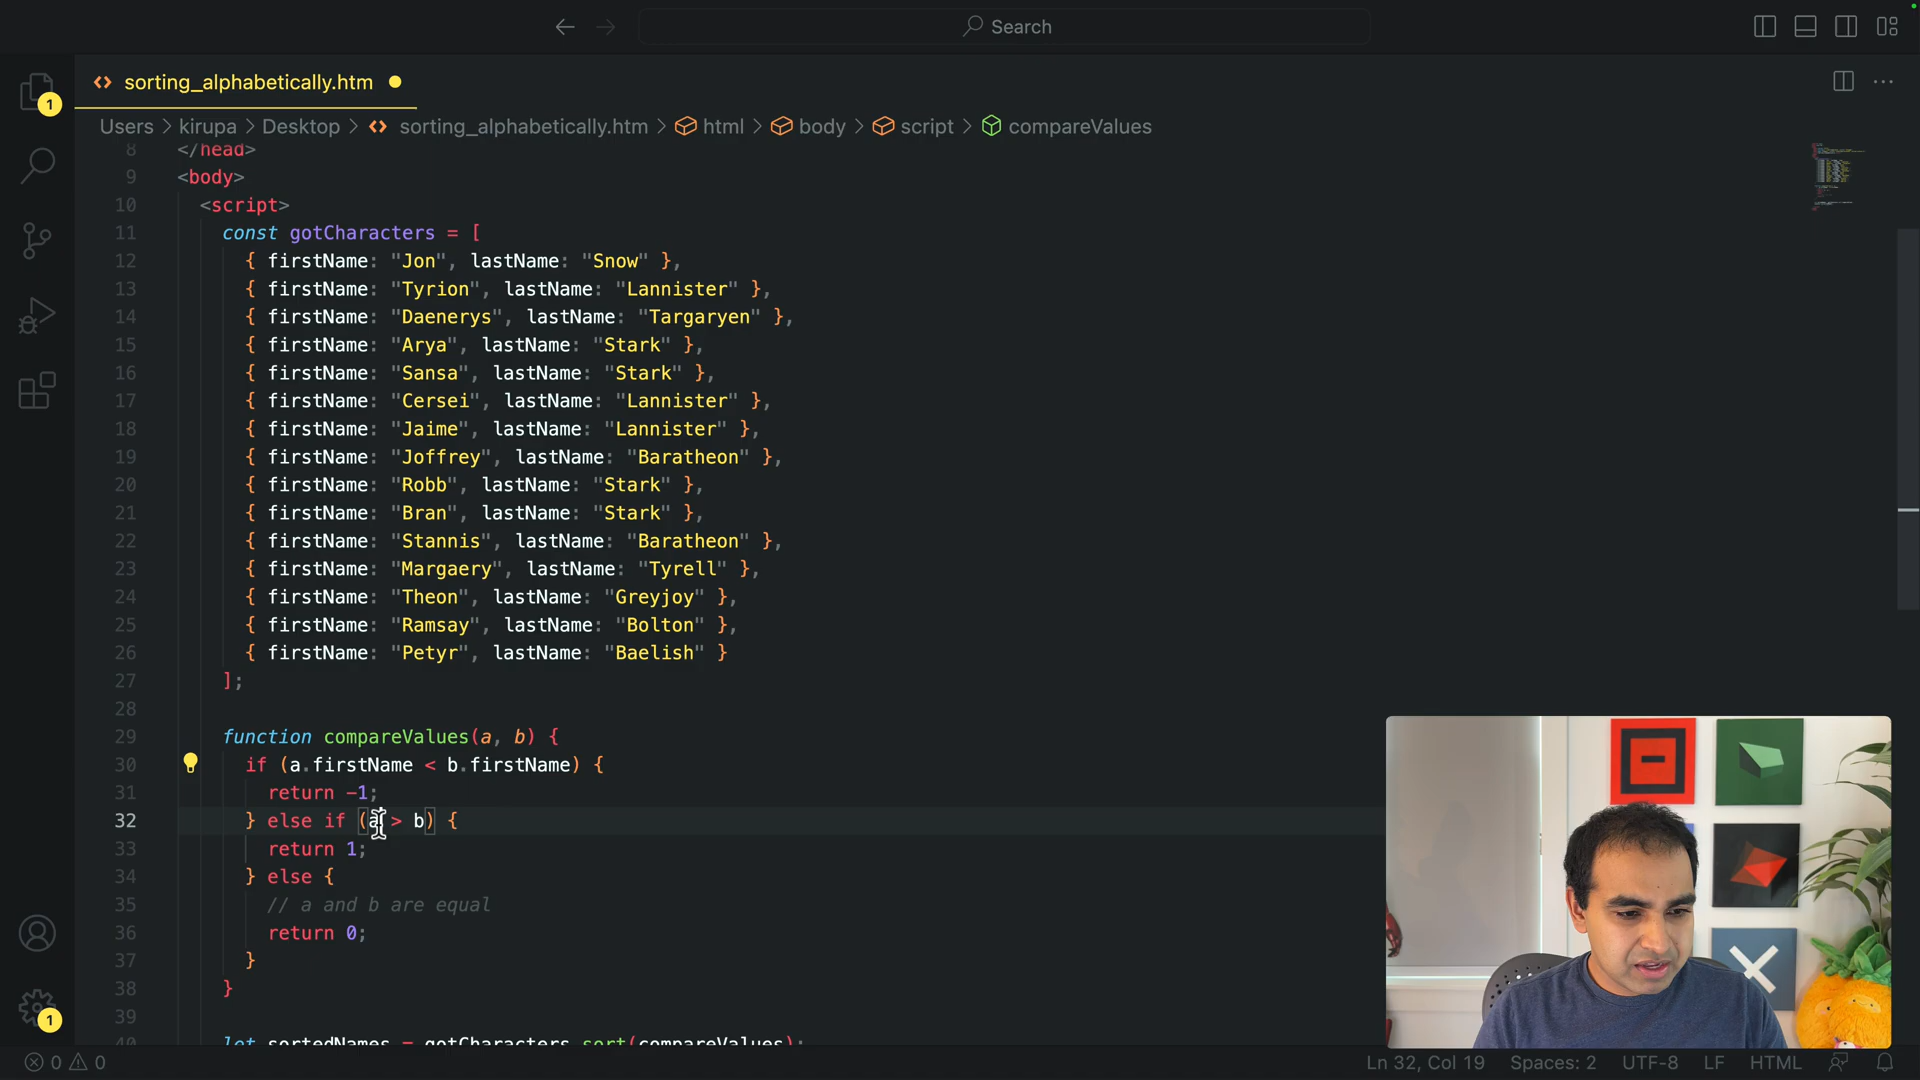 Search
sorting_alphabetically.htm
1
Users > kirupa > Desktop > sorting_alphabetically.htm > html > body > script > compareValues
8 </head>
9 <body>
10 <script>
11 const gotCharacters = [
12 { firstName: "Jon", lastName: "Snow" },
13 { firstName: "Tyrion", lastName: "Lannister" },
14 { firstName: "Daenerys", lastName: "Targaryen" },
15 { firstName: "Arya", lastName: "Stark" },
16 { firstName: "Sansa", lastName: "Stark" },
17 { firstName: "Cersei", lastName: "Lannister" },
18 { firstName: "Jaime", lastName: "Lannister" },
19 { firstName: "Joffrey", lastName: "Baratheon" },
20 { firstName: "Robb", lastName: "Stark" },
21 { firstName: "Bran", lastName: "Stark" },
22 { firstName: "Stannis", lastName: "Baratheon" },
23 { firstName: "Margaery", lastName: "Tyrell" },
24 { firstName: "Theon", lastName: "Greyjoy" },
25 { firstName: "Ramsay", lastName: "Bolton" },
26 { firstName: "Petyr", lastName: "Baelish" }
27 ];
28
29 function compareValues(a, b) {
30 if (a.firstName < b.firstName) {
31 return -1;
32 } else if (a > b) {
33 return 1;
34 } else {
35 // a and b are equal
36 return 0;
37 }
38 }
39
40 let sortedNames = gotCharacters.sort(compareValues);
1
0 0 Ln 32, Col 19 Spaces: 2 UTF-8 LF HTML